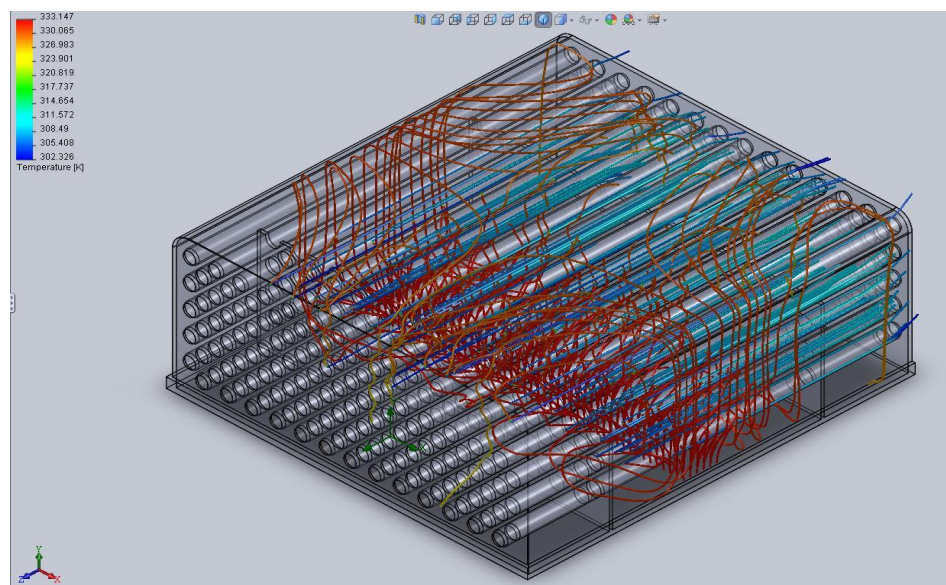 333.147
330.065
326.983
323.901
320.819
317.737
314.654
311.572
308.49
305.408
302.326
Temperature [K]
Y
Z
X